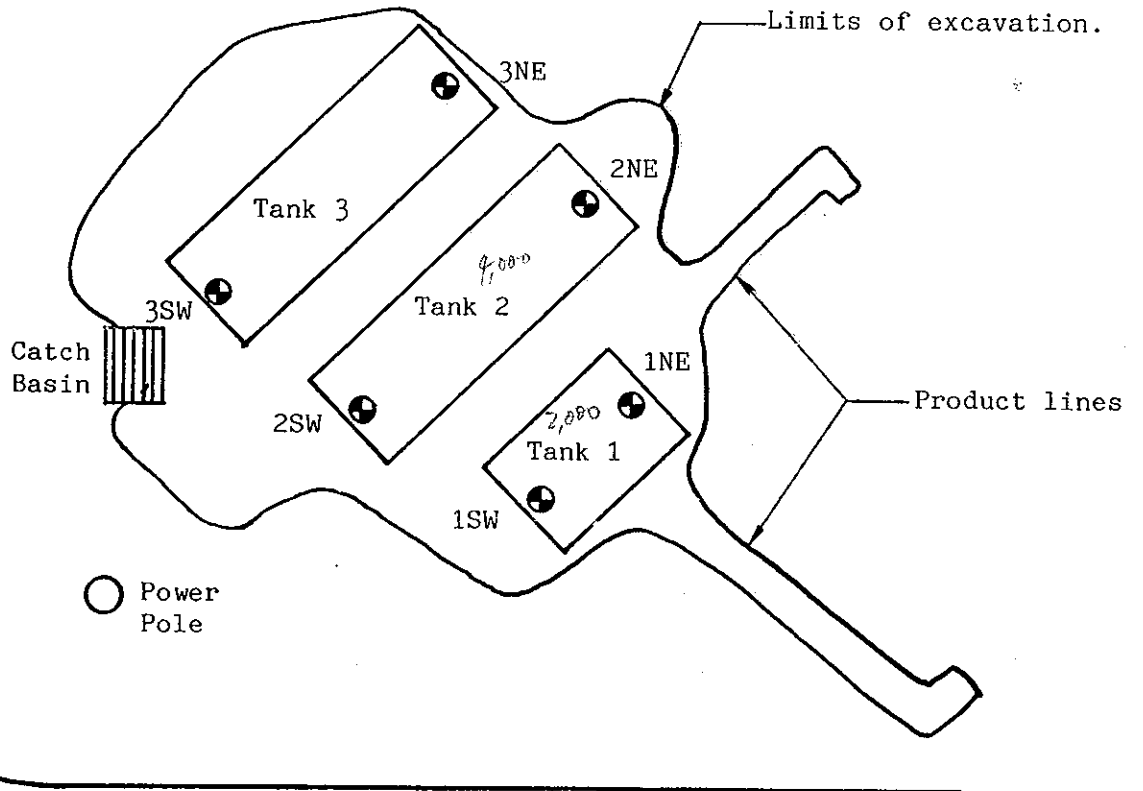 Limits of excavation.
3NE
2NE
Tank 3
4,000
Tank 2
3SW
Catch
Basin
1NE
Product lines
2SW
2,000
Tank 1
1SW
Power
Pole